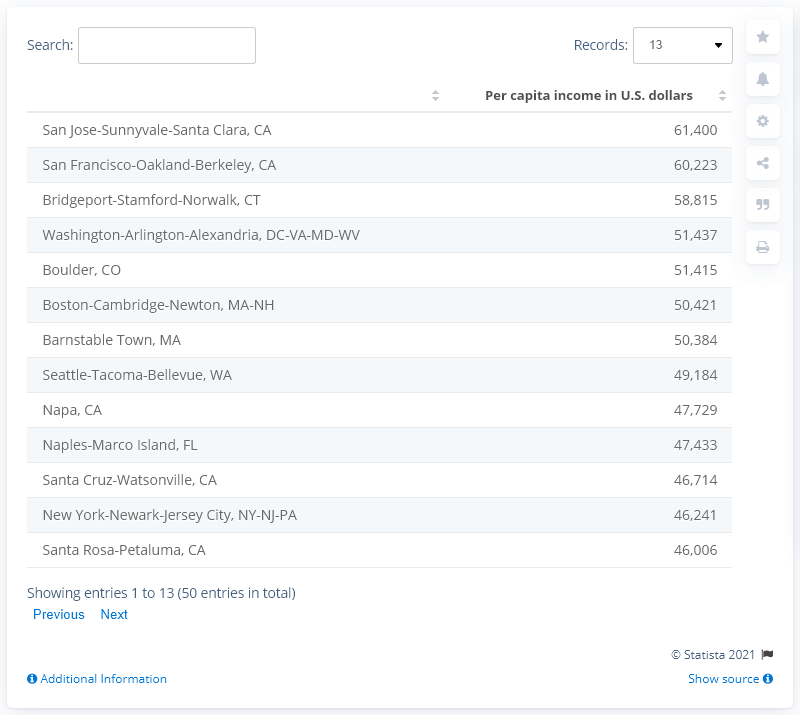 Search: Records: 13
Per capita income in U.S. dollars
San Jose-Sunnyvale-Santa Clara, CA 61,400
San Francisco-Oakland-Berkeley, CA 60,223
Bridgeport-Stamford-Norwalk, CT 58,815
Washington-Arlington-Alexandria, DC-VA-MD-WV 51,437
Boulder, CO 51,415
Boston-Cambridge-Newton, MA-NH 50,421
Barnstable Town, MA 50,384
Seattle-Tacoma-Bellevue, WA 49,184
Napa, CA 47,729
Naples-Marco Island, FL 47,433
Santa Cruz-Watsonville, CA 46,714
New York-Newark-Jersey City, NY-NJ-PA 46,241
Santa Rosa-Petaluma, CA 46,006
Showing entries 1 to 13 (50 entries in total)
Previous Next
© Statista 2021
Additional Information Show source